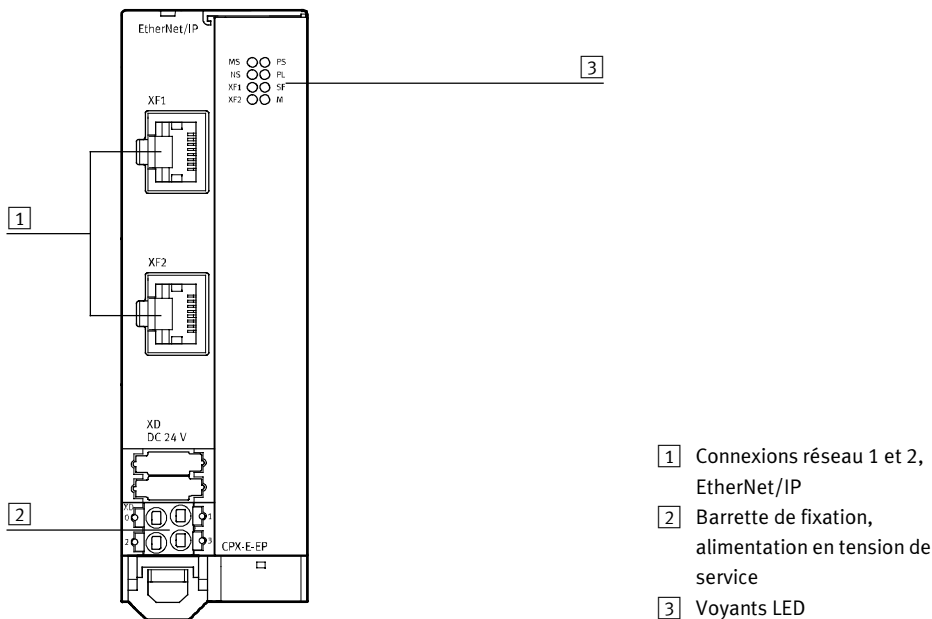 EtherNet/IP
MS PS
NS PL
XF1 SF
XF2 M
3
XF1
1
XF2
XD
DC 24 V
2
XD
0 1
2 3
CPX-E-EP
1 Connexions réseau 1 et 2,
EtherNet/IP
2 Barrette de fixation,
alimentation en tension de
service
3 Voyants LED